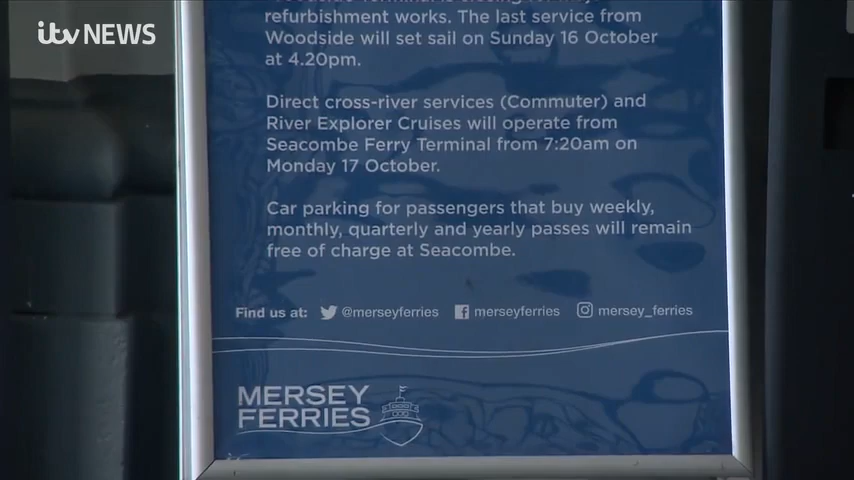 itv NEWS
refurbishment works. The last service from
Woodside will set sail on Sunday 16 October
at 4.20pm.
Direct cross-river services (Commuter) and
River Explorer Cruises will operate from
Seacombe Ferry Terminal from 7:20am on
Monday 17 October.
Car parking for passengers that buy weekly,
monthly, quarterly and yearly passes will remain
free of charge at Seacombe.
Find us at: @merseyferries merseyferries mersey_ferries
MERSEY
FERRIES